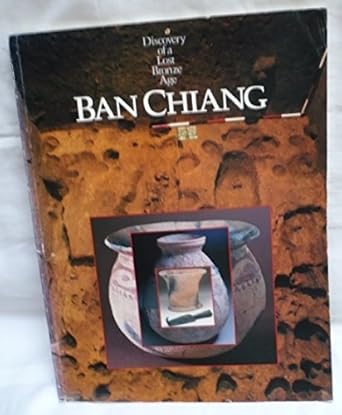 Discovery
of a
Lost
Bronze
Age
BAN CHIANG